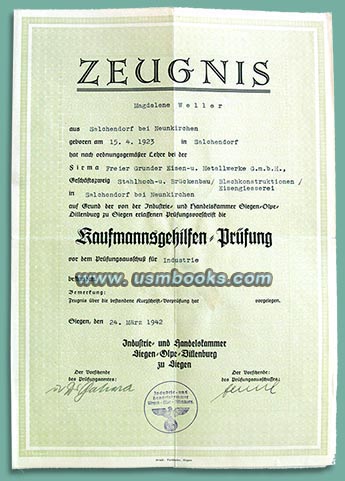 ZEUGNIS
Magdalene Weller
aus Salchendorf bei Neunkirchen
geboren am 15.4.1923 in Salchendorf
hat nach ordnungsgemäßer Lehre bei der
Firma Freier Grunder Eisen-u. Metallwerke G.m.b.H.,
Geschäftszweig Stahlhoch-u. Brückenbau / Blechkonstruktionen /
Eisengiesserei
in Salchendorf bei Neunkirchen
auf Grund der von der Industrie- und Handelskammer Siegen-Olpe-
Dillenburg zu Siegen erlassenen Prüfungsvorschrift die
Kaufmannsgehilfen-Prüfung
vor dem Prüfungsausschuß für Industrie
www.usmbooks.com
Bemerkung:
Zeugnis über die bestandene Kurzschrift-Vorprüfung hat vorgelegen.
Siegen, den 24. März 1942
Industrie- und Handelskammer
Siegen-Olpe-Dillenburg
zu Siegen
Der Vorsitzende
des Prüfungsamtes:
Der Vorsitzende
des Prüfungsausschusses:
Industrie- und
Handelskammer